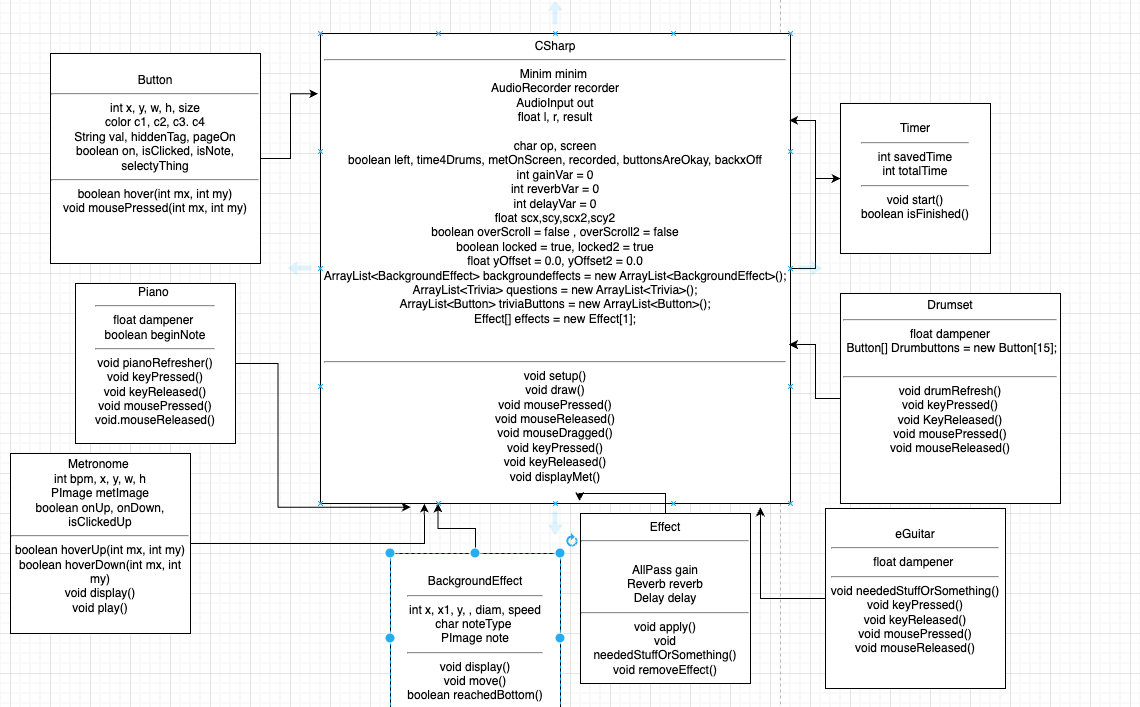 CSharp
Minim minim
AudioRecorder recorder
AudioInput out
float l, r, result
char op, screen
boolean left, time4Drums, metOnScreen, recorded, buttonsAreOkay, backxOff
int gainVar = 0
int reverbVar = 0
int delayVar = 0
float scx,scy,scx2,scy2
boolean overScroll = false , overScroll2 = false
boolean locked = true, locked2 = true
float yOffset = 0.0, yOffset2 = 0.0
ArrayList<BackgroundEffect> backgroundeffects = new ArrayList<BackgroundEffect>();
ArrayList<Trivia> questions = new ArrayList<Trivia>();
ArrayList<Button> triviaButtons = new ArrayList<Button>();
Effect[] effects = new Effect[1];
void setup()
void draw()
void mousePressed()
void mouseReleased()
void mouseDragged()
void keyPressed()
void keyReleased()
void displayMet()
Button
int x, y, w, h, size
color c1, c2, c3. c4
String val, hiddenTag, pageOn
boolean on, isClicked, isNote,
selectyThing
boolean hover(int mx, int my)
void mousePressed(int mx, int my)
Piano
float dampener
boolean beginNote
void pianoRefresher()
void keyPressed()
void keyReleased()
void mousePressed()
void.mouseReleased()
Metronome
int bpm, x, y, w, h
PImage metImage
boolean onUp, onDown,
isClickedUp
boolean hoverUp(int mx, int my)
boolean hoverDown(int mx, int
my)
void display()
void play()
BackgroundEffect
int x, x1, y, , diam, speed
char noteType
PImage note
void display()
void move()
boolean reachedBottom()
Effect
AllPass gain
Reverb reverb
Delay delay
void apply()
void
neededStuffOrSomething()
void removeEffect()
Timer
int savedTime
int totalTime
void start()
boolean isFinished()
Drumset
float dampener
Button[] Drumbuttons = new Button[15];
void drumRefresh()
void keyPressed()
void KeyReleased()
void mousePressed()
void mouseReleased()
eGuitar
float dampener
void neededStuffOrSomething()
void keyPressed()
void keyReleased()
void mousePressed()
void mouseReleased()